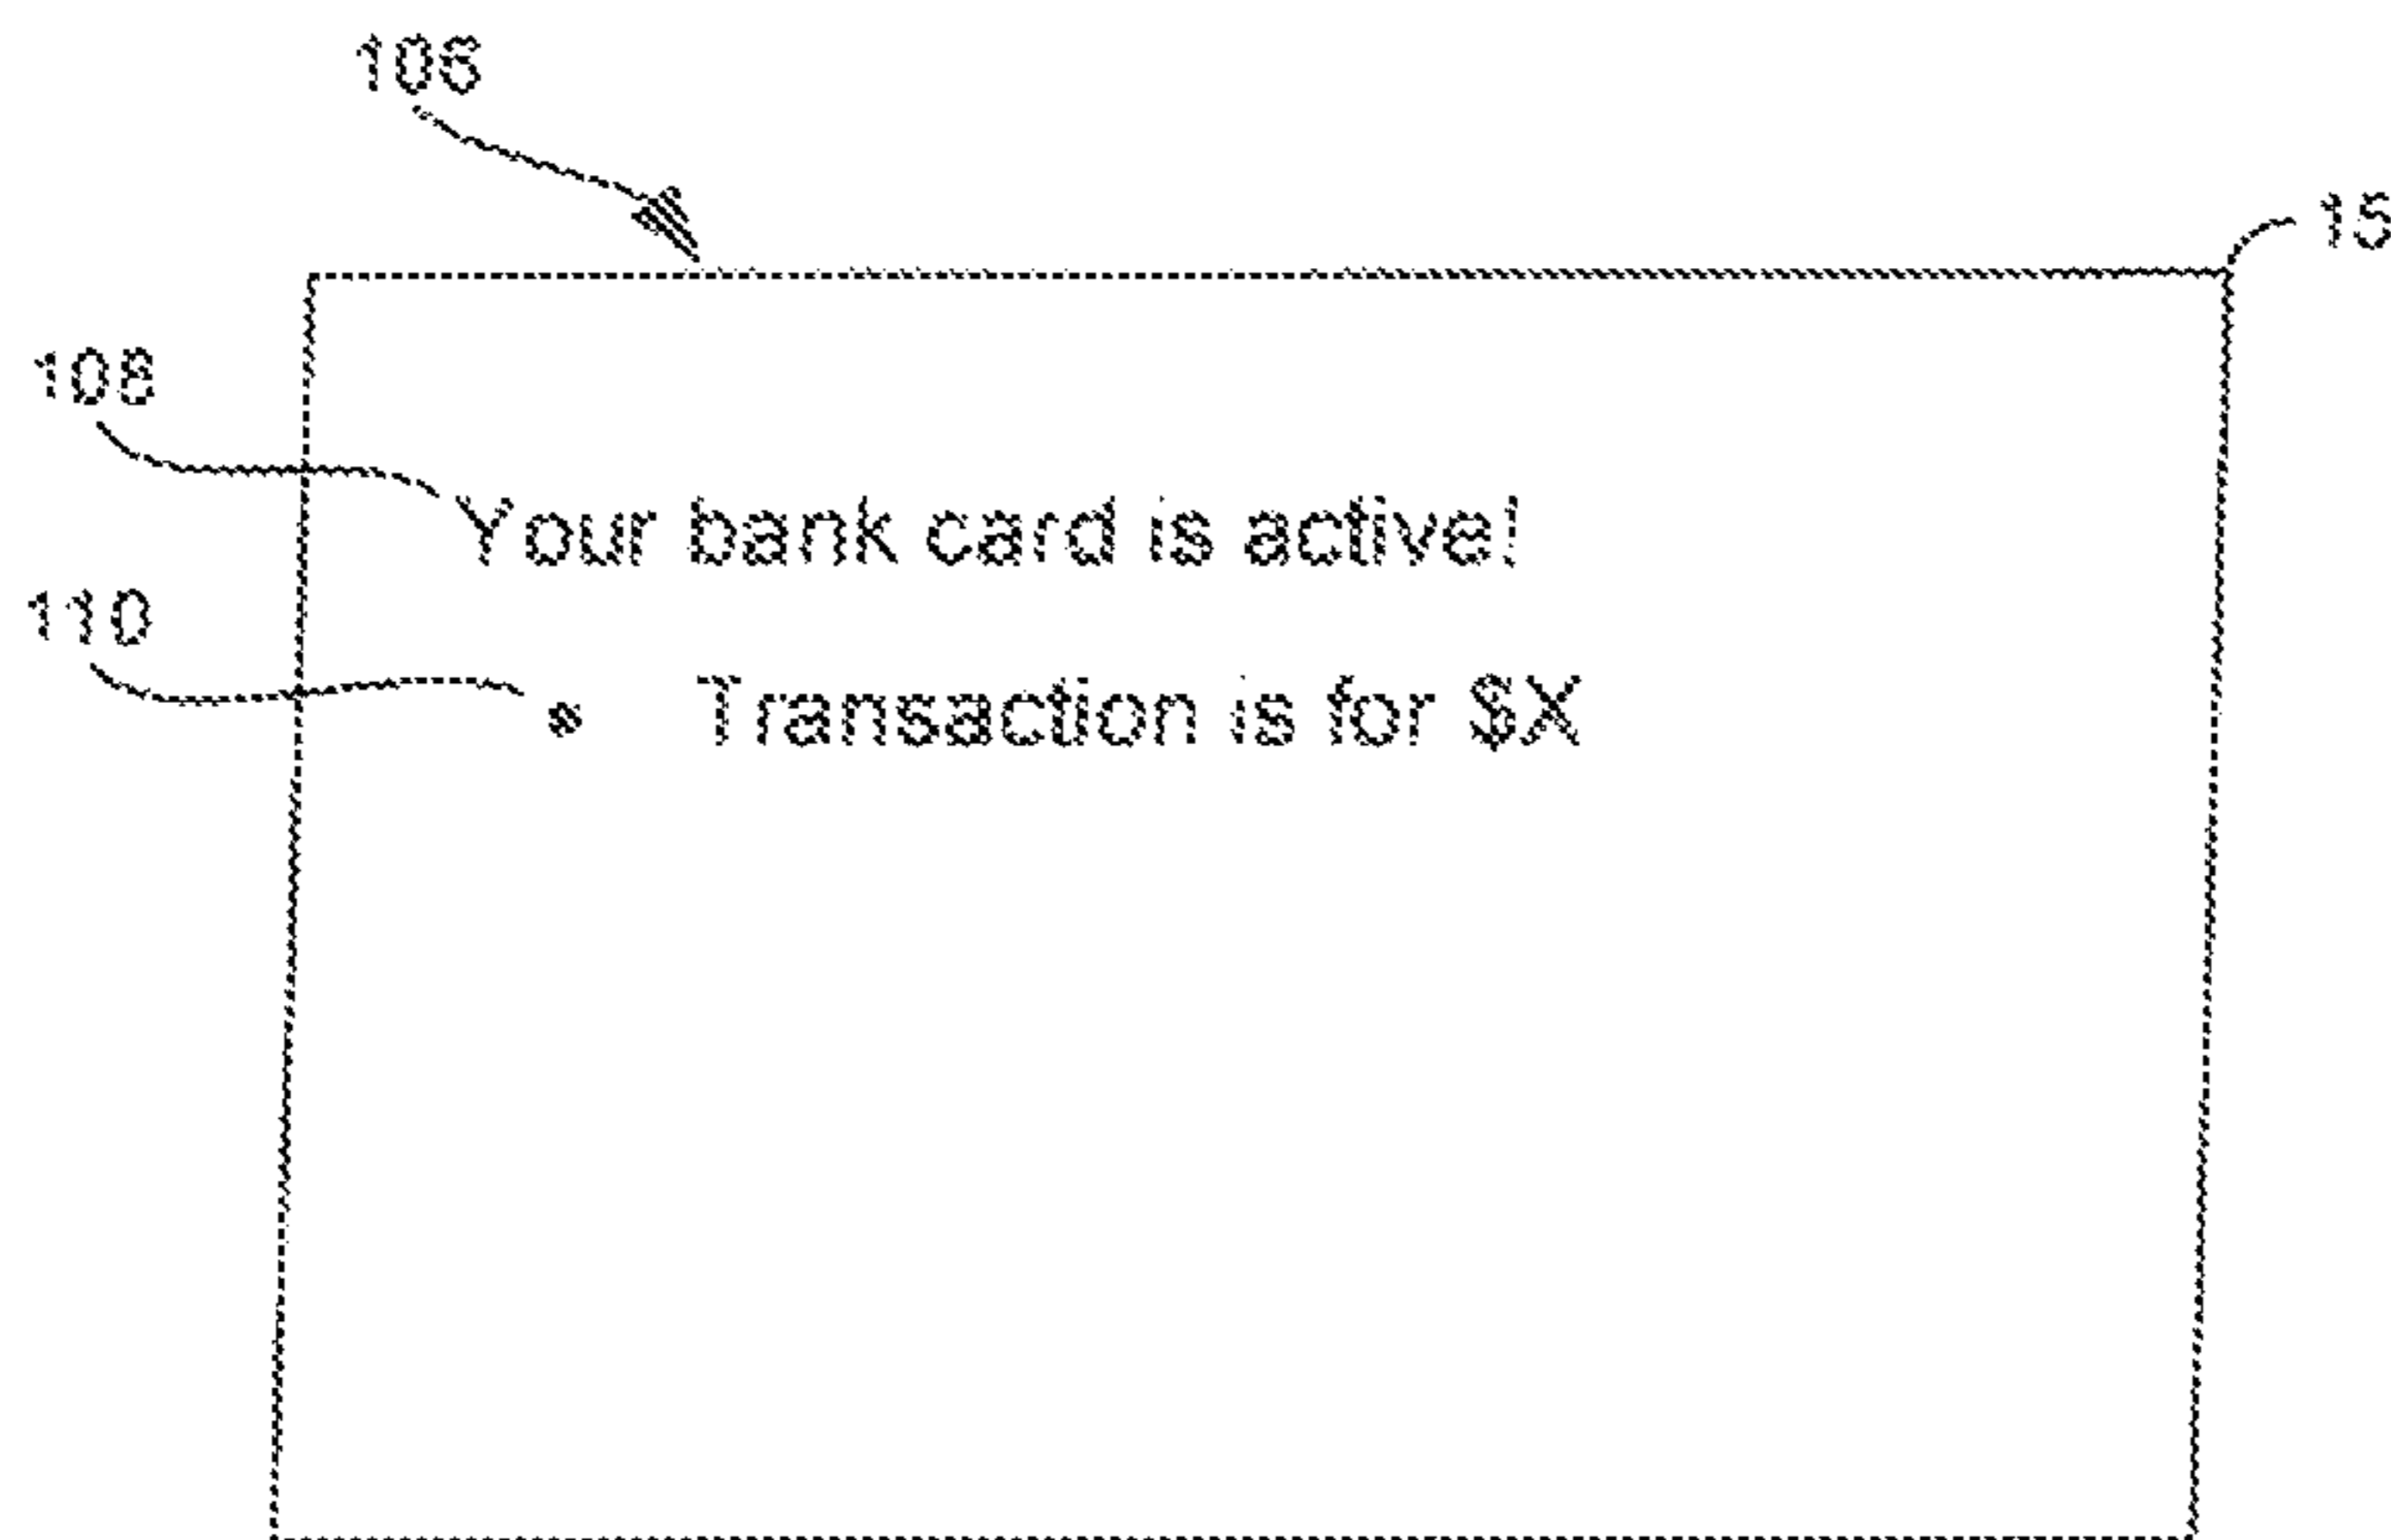 106
15
108
Your bank card is active!
110
• Transaction is for $X